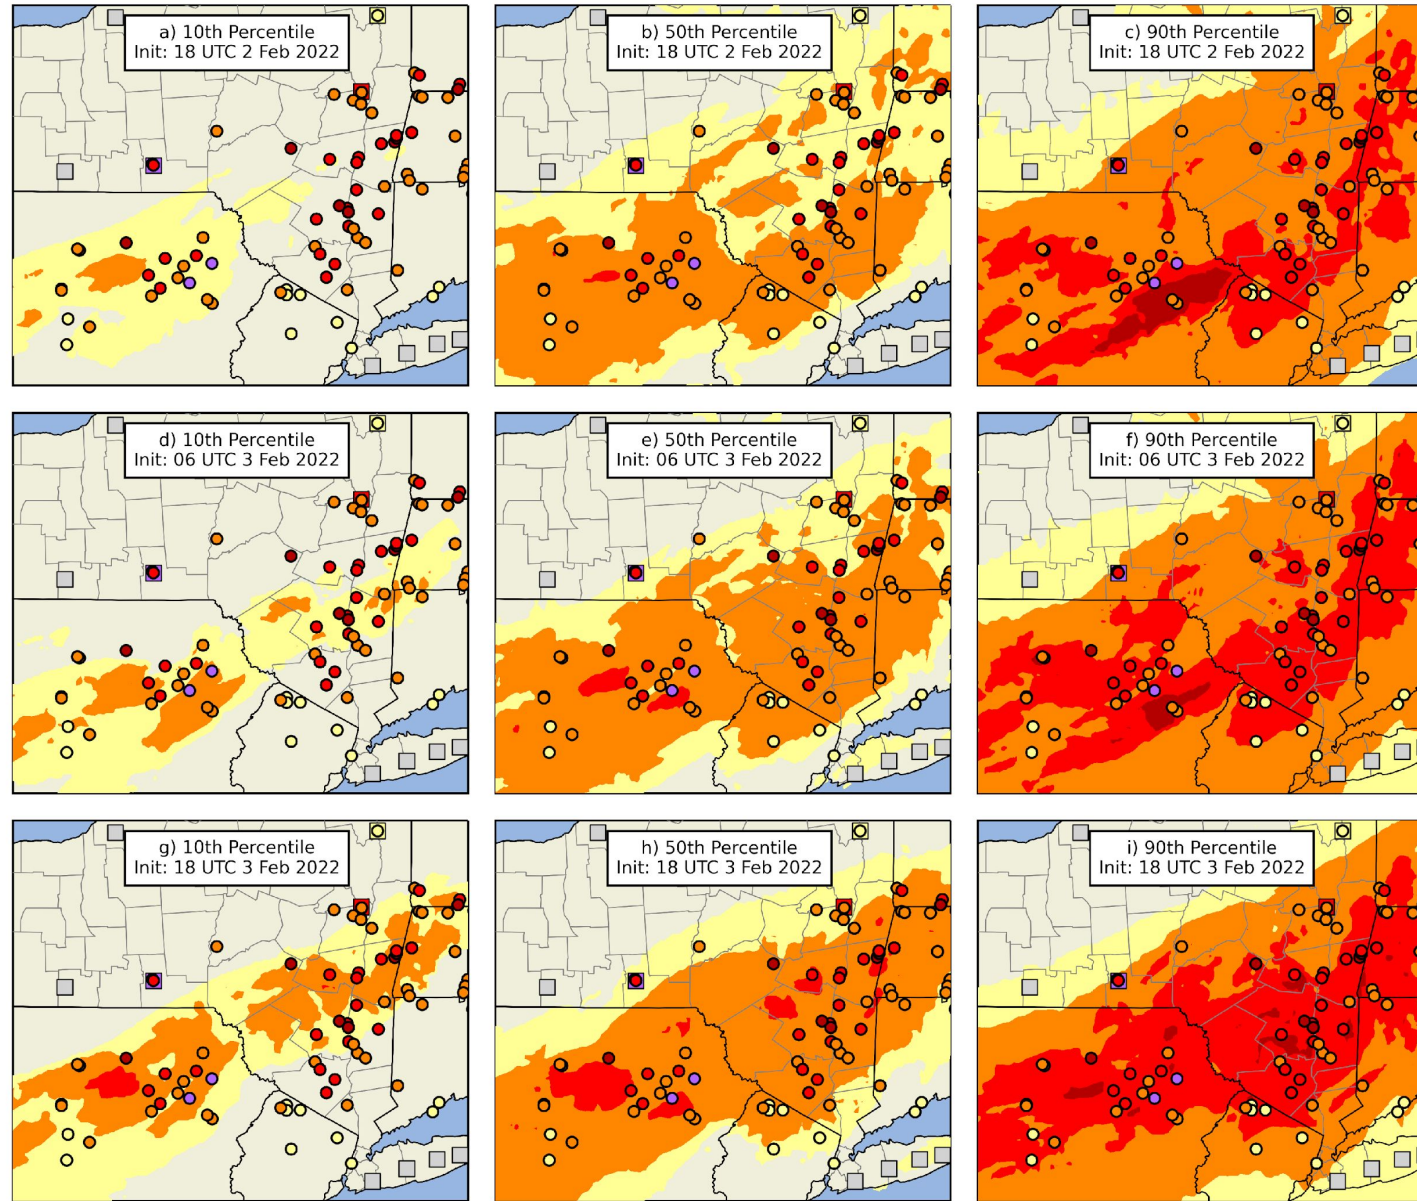 a) 10th Percentile
Init: 18 UTC 2 Feb 2022
b) 50th Percentile
Init: 18 UTC 2 Feb 2022
c) 90th Percentile
Init: 18 UTC 2 Feb 2022
d) 10th Percentile
Init: 06 UTC 3 Feb 2022
e) 50th Percentile
Init: 06 UTC 3 Feb 2022
f) 90th Percentile
Init: 06 UTC 3 Feb 2022
g) 10th Percentile
Init: 18 UTC 3 Feb 2022
h) 50th Percentile
Init: 18 UTC 3 Feb 2022
i) 90th Percentile
Init: 18 UTC 3 Feb 2022